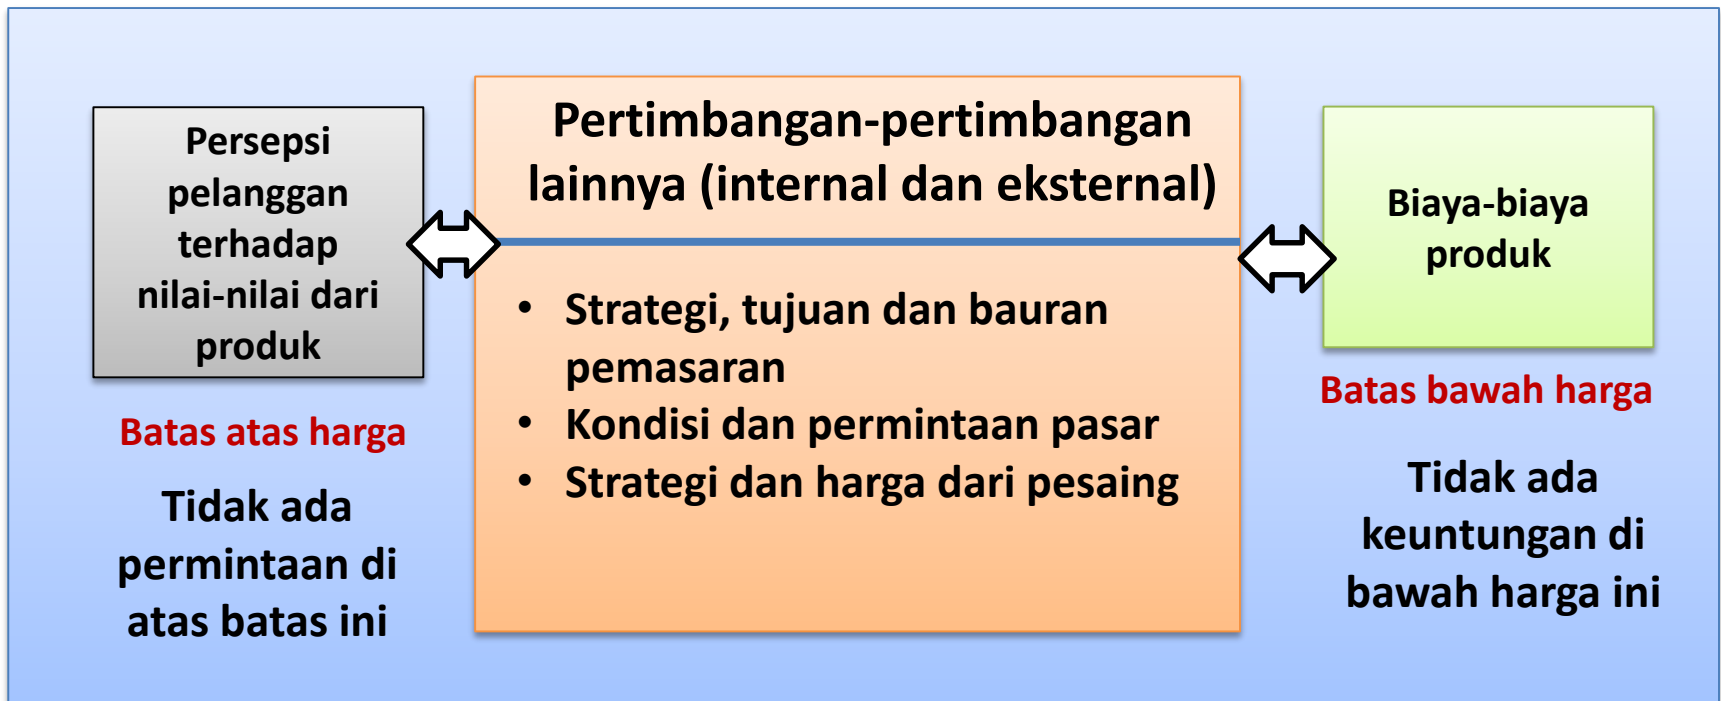 Persepsi
pelanggan
terhadap
nilai-nilai dari
produk
Batas atas harga
Tidak ada
permintaan di
atas batas ini
Pertimbangan-pertimbangan
lainnya (internal dan eksternal)
• Strategi, tujuan dan bauran
pemasaran
• Kondisi dan permintaan pasar
• Strategi dan harga dari pesaing
Biaya-biaya
produk
Batas bawah harga
Tidak ada
keuntungan di
bawah harga ini